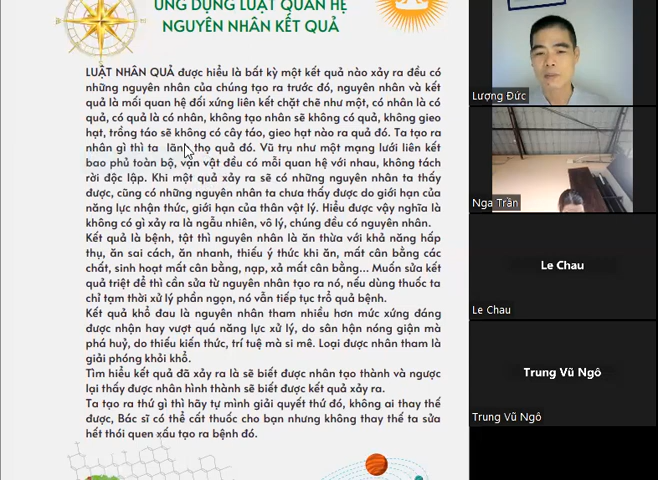 ỨNG DỤNG LUẬT QUAN HỆ
NGUYÊN NHÂN KẾT QUẢ
LUẬT NHÂN QUẢ được hiểu là bất kỳ một kết quả nào xảy ra đều có
những nguyên nhân của chúng tạo ra trước đó, nguyên nhân và kết
quả là mối quan hệ đối xứng liên kết chặt chẽ như một, có nhân là có
quả, có quả là có nhân, không tạo nhân sẽ không có quả, không gieo
hạt, trồng táo sẽ không có cây táo, gieo hạt nào ra quả đó. Ta tạo ra
nhân gì thì ta lãnh thọ quả đó. Vũ trụ như một mạng lưới liên kết
bao phủ toàn bộ, vạn vật đều có mỗi quan hệ với nhau, không tách
rời độc lập. Khi một quả xảy ra sẽ có những nguyên nhân ta thấy
được, cũng có những nguyên nhân ta chưa thấy được do giới hạn của
năng lực nhận thức, giới hạn của thân vật lý. Hiểu được vậy nghĩa là
không có gì xảy ra là ngẫu nhiên, vô lý, chúng đều có nguyên nhân.
Kết quả là bệnh, tật thì nguyên nhân là ăn thừa với khả năng hấp
thụ, ăn sai cách, ăn nhanh, thiếu ý thức khi ăn, mất cân bằng các
chất, sinh hoạt mất cân bằng, nạp, xả mất cân bằng... Muốn sửa kết
quả triệt để thì cần sửa từ nguyên nhân tạo ra nó, nếu dùng thuốc ta
chỉ tạm thời xử lý phần ngọn, nó vẫn tiếp tục trổ quả bệnh.
Kết quả khổ đau là nguyên nhân tham nhiều hơn mức xứng đáng
được nhận hay vượt quá năng lực xử lý, do sân hận nóng giận mà
phá huỷ, do thiếu kiến thức, trí tuệ mà si mê. Loại được nhân tham là
giải phóng khỏi khổ.
Tìm hiểu kết quả đã xảy ra là sẽ biết được nhân tạo thành và ngược
lại thấy được nhân hình thành sẽ biết được kết quả xảy ra.
Ta tạo ra thứ gì thì hãy tự mình giải quyết thứ đó, không ai thay thế
được, Bác sĩ có thể cất thuốc cho bạn nhưng không thay thế ta sửa
hết thói quen xấu tạo ra bệnh đó.
Lượng Đức
Nga Trần
Le Chau
Le Chau
Trung Vũ Ngô
Trung Vũ Ngô